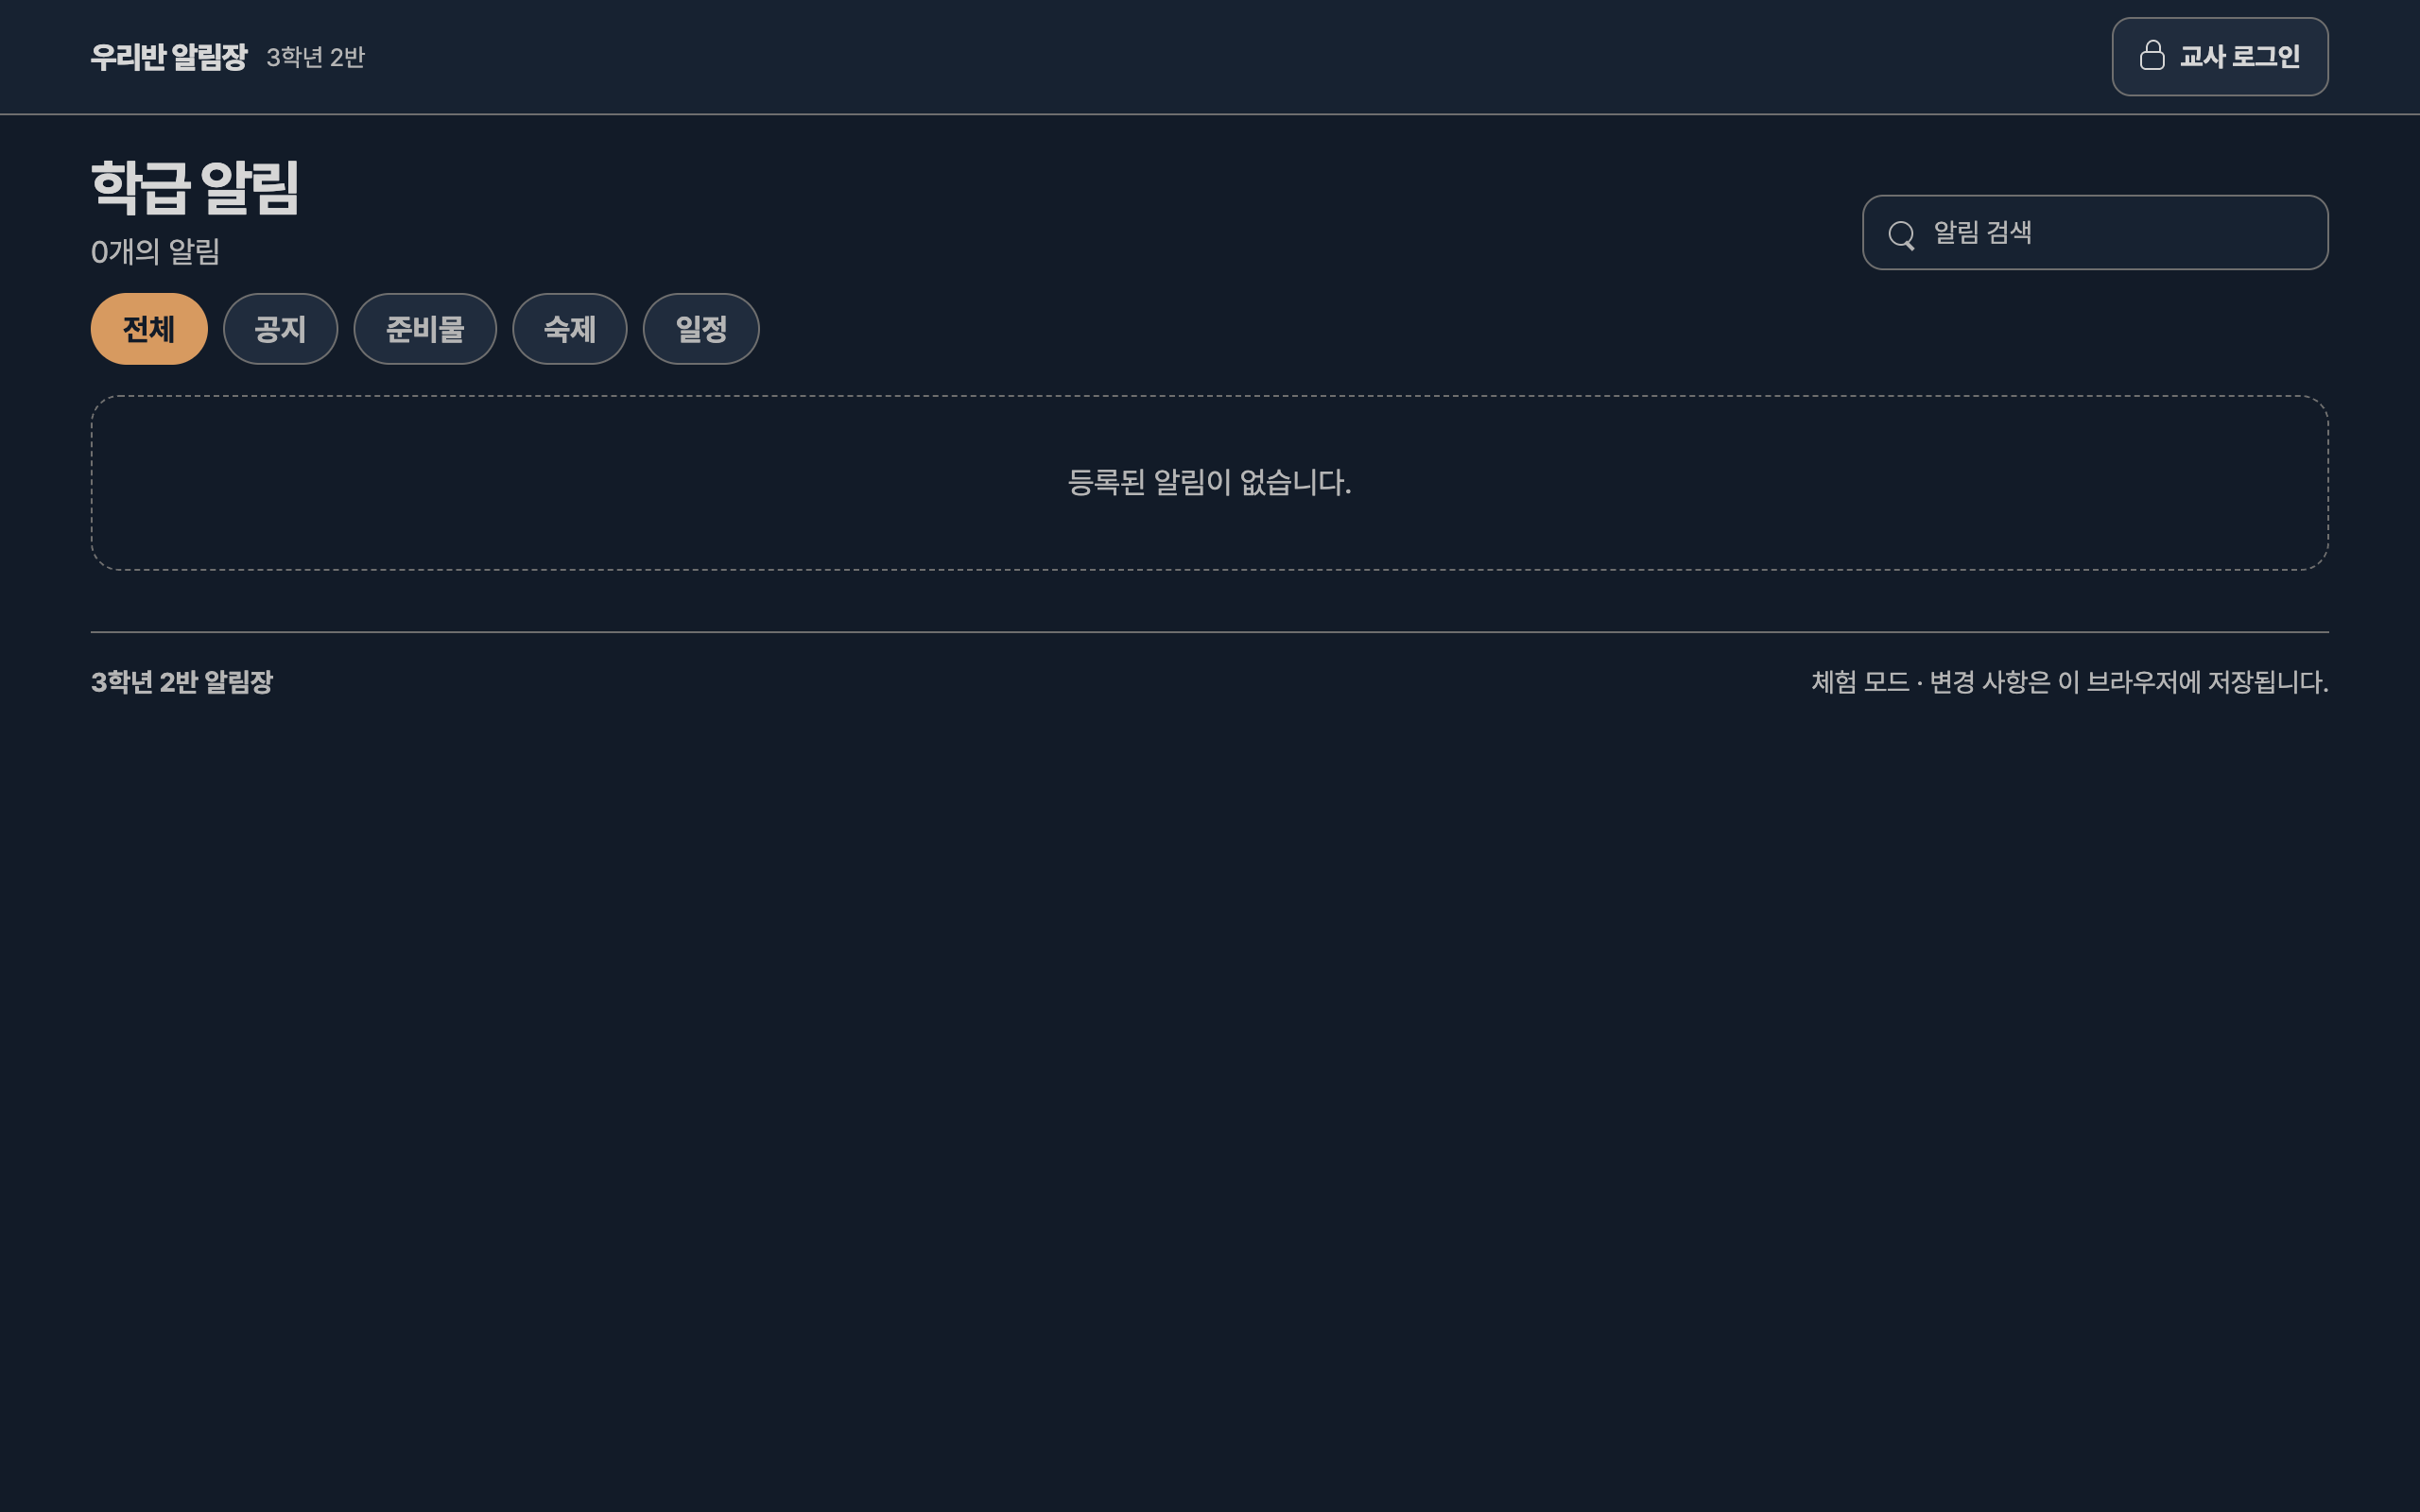 우리반 알림장 3학년 2반
교사 로그인
학급 알림
0개의 알림
알림 검색
전체 공지 준비물 숙제 일정
등록된 알림이 없습니다.
3학년 2반 알림장
체험 모드 · 변경 사항은 이 브라우저에 저장됩니다.